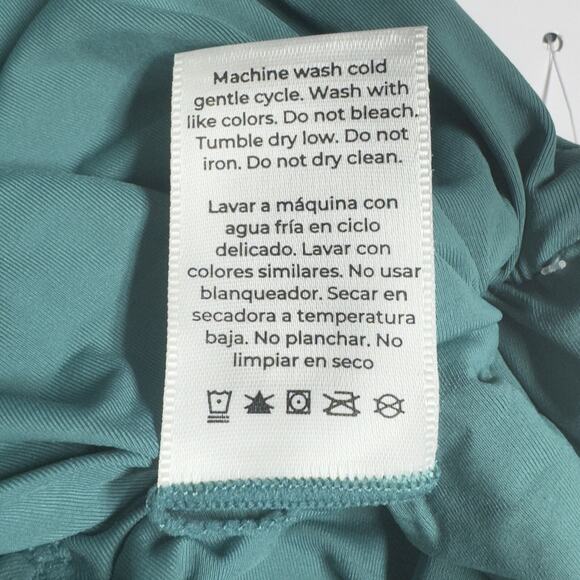 Machine wash cold
gentle cycle. Wash with
like colors. Do not bleach.
Tumble dry low. Do not
iron. Do not dry clean.
Lavar a máquina con
agua fría en ciclo
delicado. Lavar con
colores similares. No usar
blanqueador. Secar en
secadora a temperatura
baja. No planchar. No
limpiar en seco